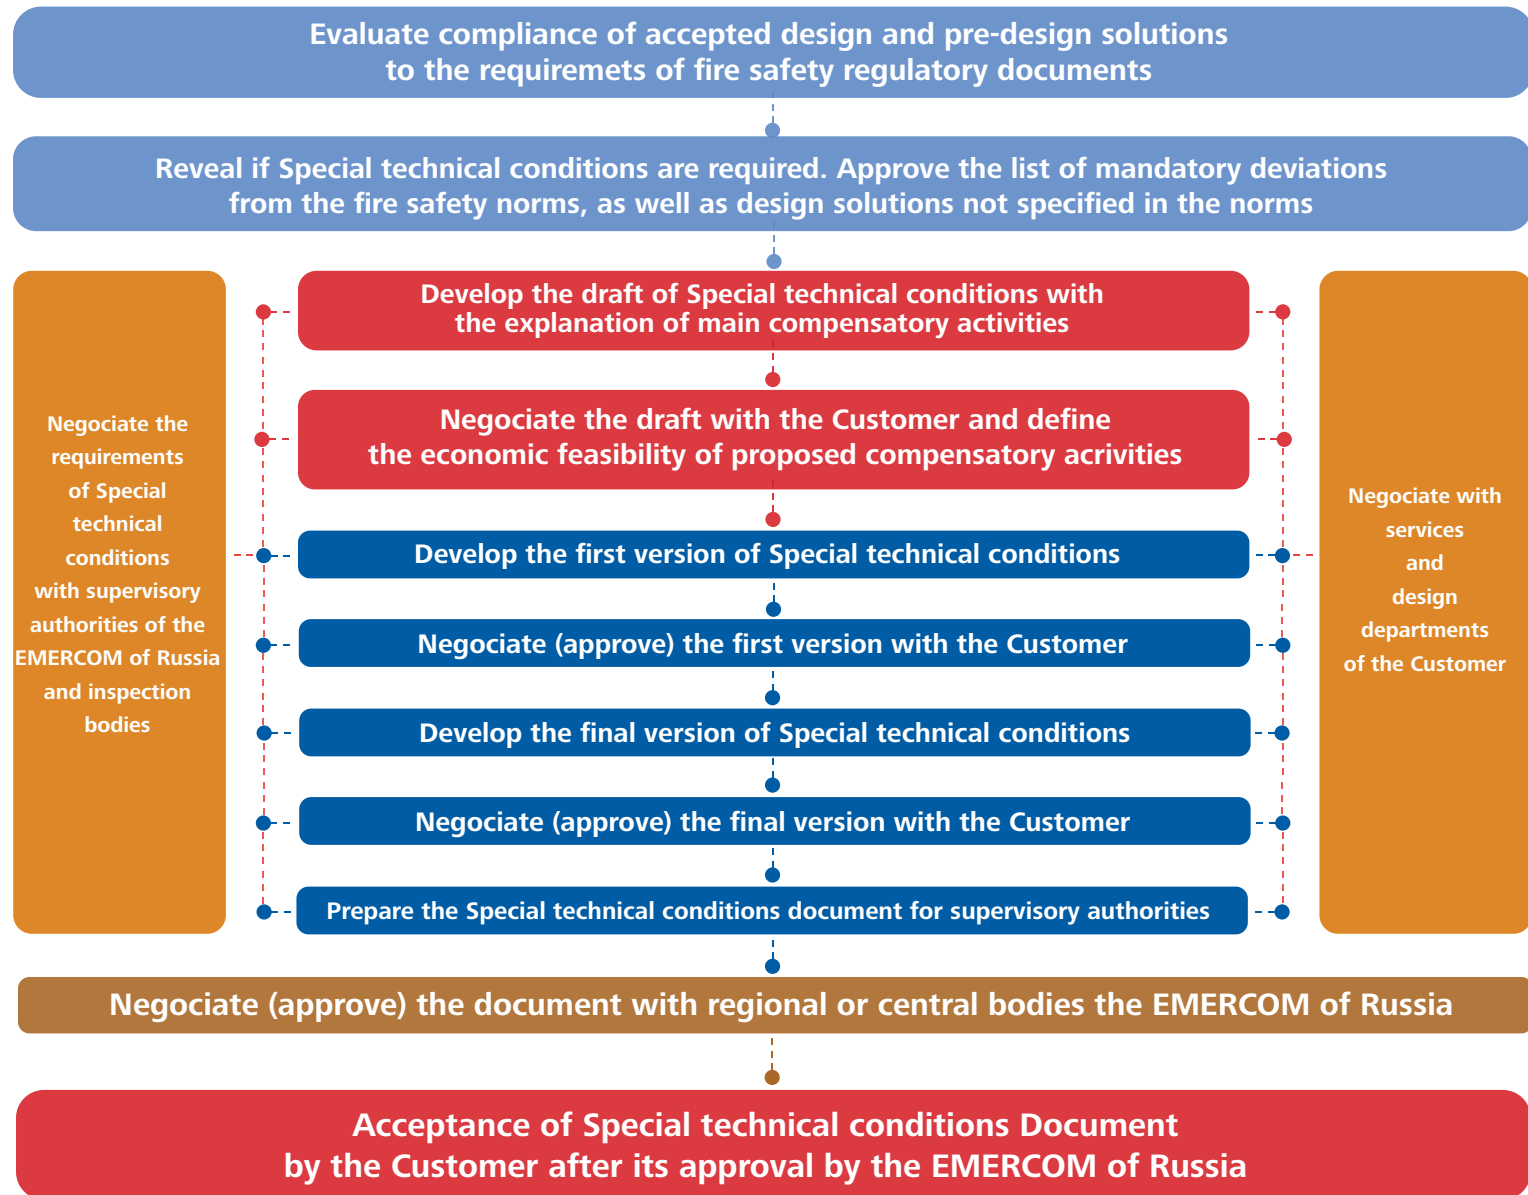 Evaluate compliance of accepted design and pre-design solutions
to the requiremets of fire safety regulatory documents
Reveal if Special technical conditions are required. Approve the list of mandatory deviations
from the fire safety norms, as well as design solutions not specified in the norms
Negociate the
requirements
of Special
technical
conditions
with supervisory
authorities of the
EMERCOM of Russia
and inspection
bodies
Develop the draft of Special technical conditions with
the explanation of main compensatory activities
Negociate the draft with the Customer and define
the economic feasibility of proposed compensatory acrivities
Develop the first version of Special technical conditions
Negociate (approve) the first version with the Customer
Develop the final version of Special technical conditions
Negociate (approve) the final version with the Customer
Prepare the Special technical conditions document for supervisory authorities
Negociate with
services
and
design
departments
of the Customer
Negociate (approve) the document with regional or central bodies the EMERCOM of Russia
Acceptance of Special technical conditions Document
by the Customer after its approval by the EMERCOM of Russia